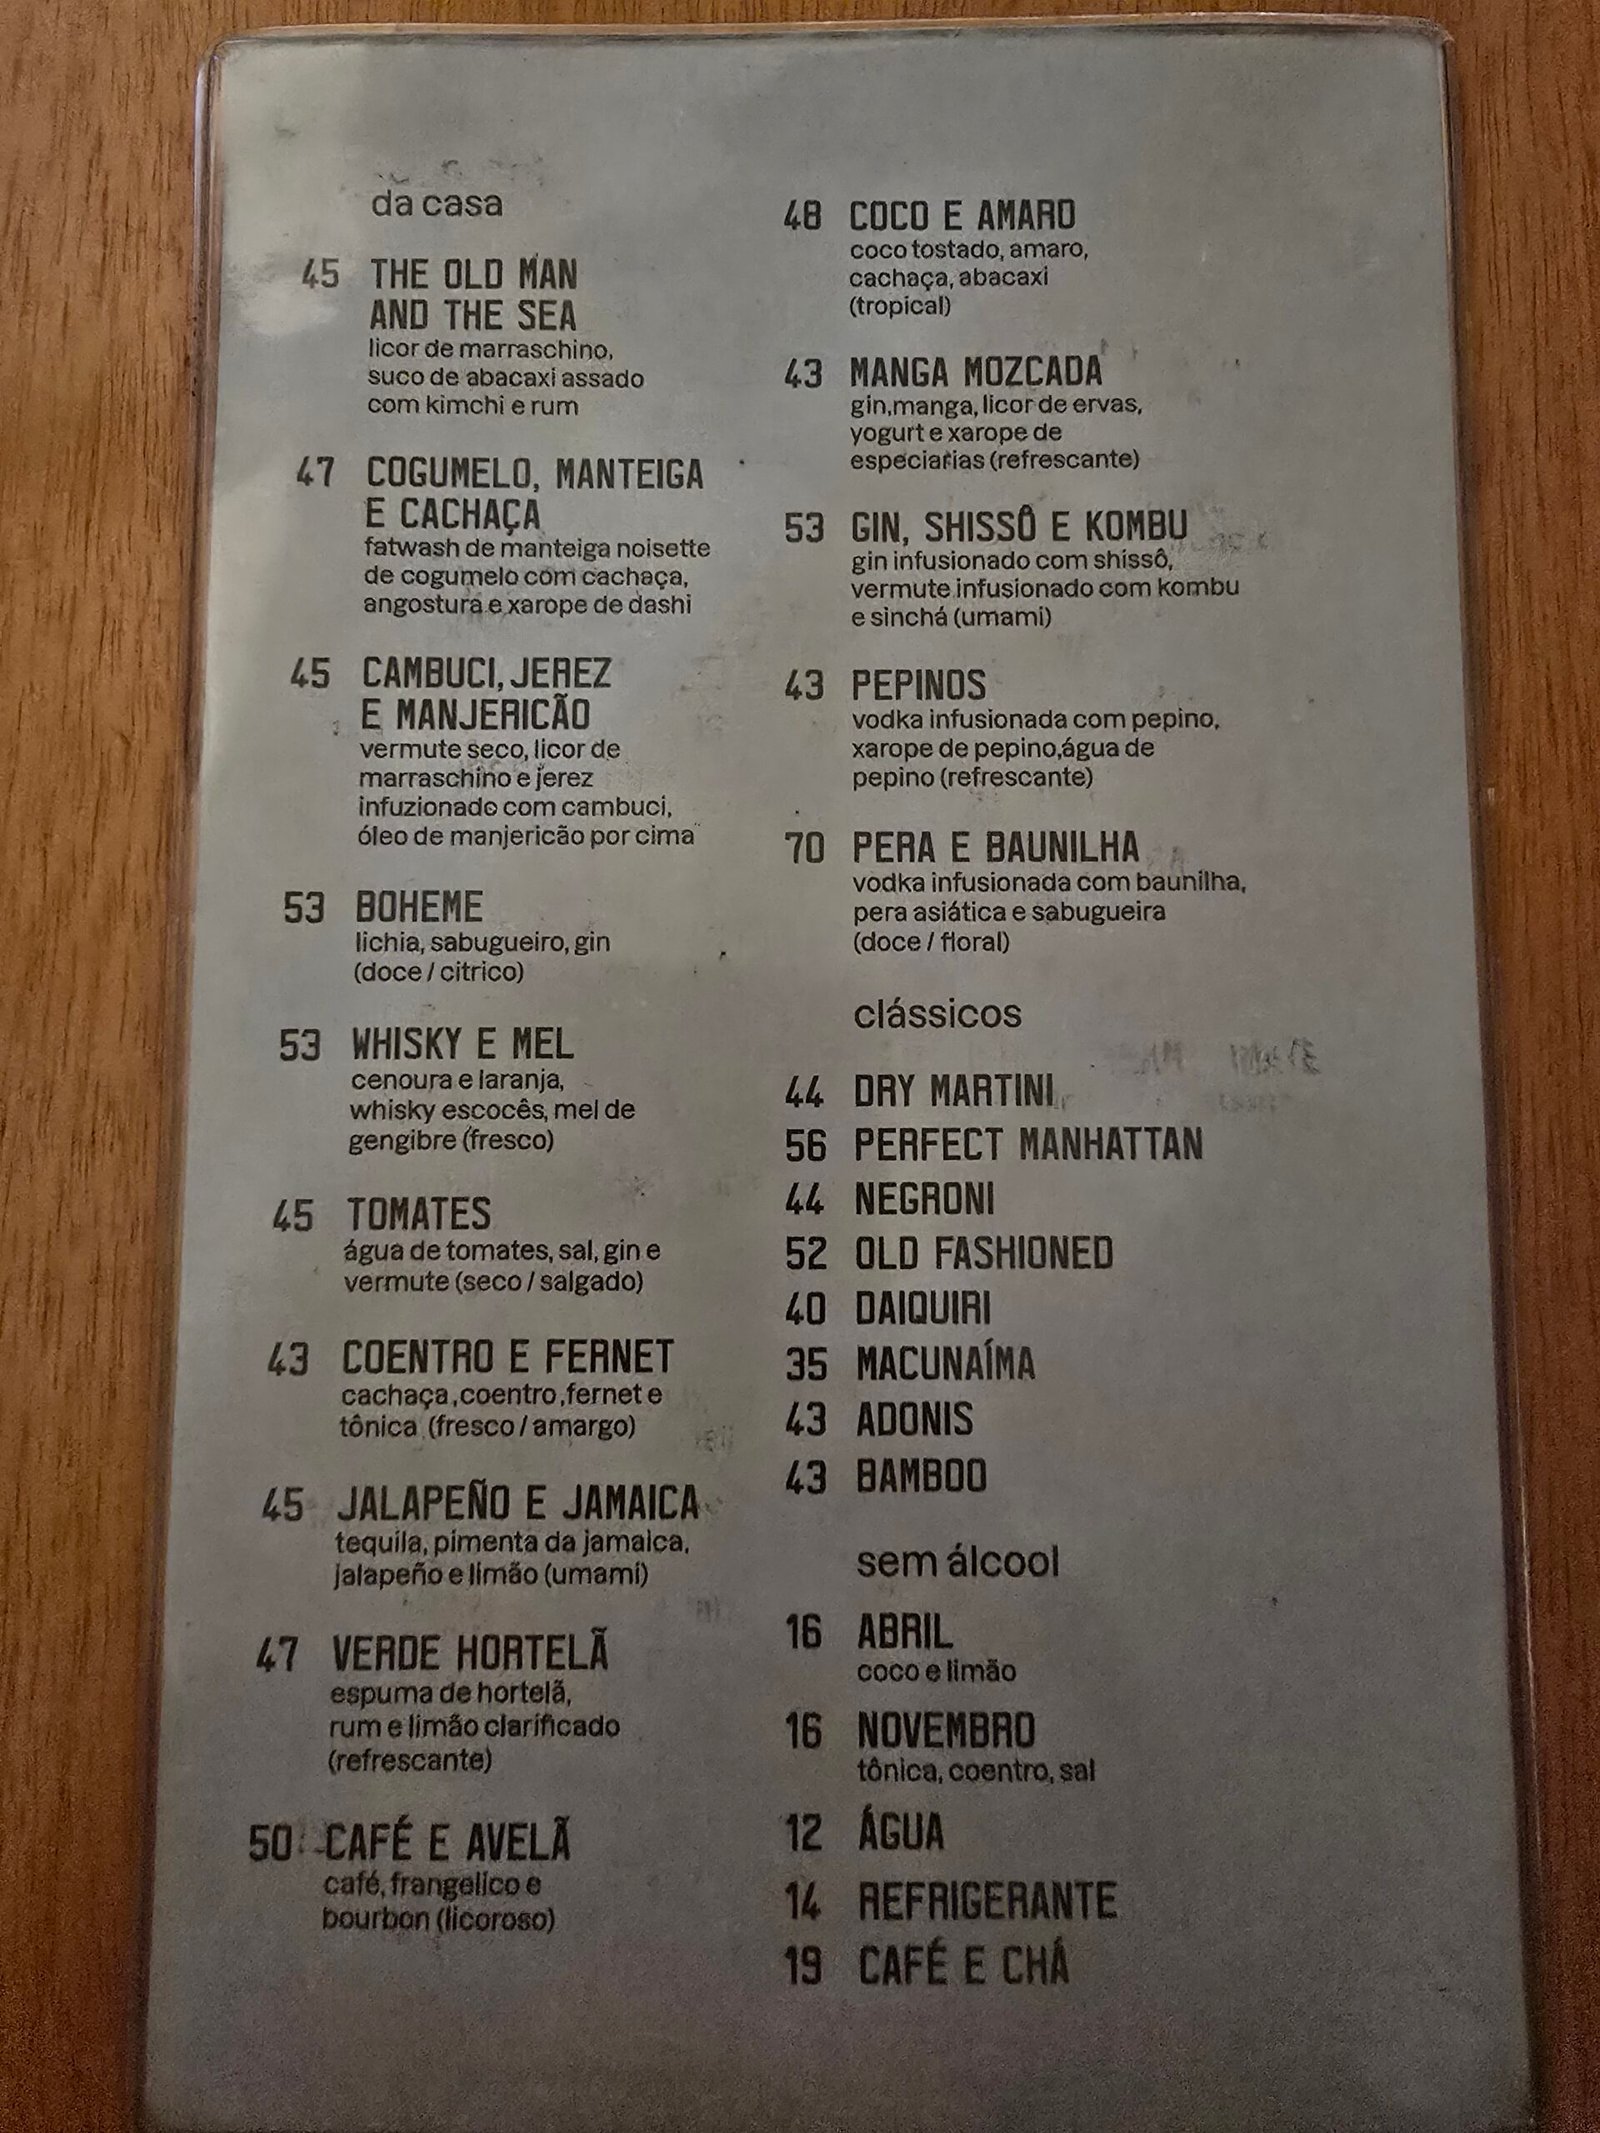 da casa
45 THE OLD MAN
AND THE SEA
licor de marraschino,
suco de abacaxi assado
com kimchi e rum
47 COGUMELO, MANTEIGA
E CACHAÇA
fatwash de manteiga noisette
de cogumelo com cachaça,
angostura e xarope de dashi
45 CAMBUCI, JEREZ
E MANJERICÃO
vermute seco, licor de
marraschino e jerez
infuzionado com cambuci,
óleo de manjericão por cima
53 BOHEME
lichia, sabugueiro, gin
(doce / citrico)
53 WHISKY E MEL
cenoura e laranja,
whisky escocês, mel de
gengibre (fresco)
45 TOMATES
água de tomates, sal, gin e
vermute (seco / salgado)
43 COENTRO E FERNET
cachaça,coentro,fernet e
tônica (fresco / amargo)
45 JALAPEÑO E JAMAICA
tequila, pimenta da jamaica,
jalapeño e limão (umami)
47 VERDE HORTELÃ
espuma de hortelã,
rum e limão clarificado
(refrescante)
50 CAFÉ E AVELÃ
café, frangelico e
bourbon (licoroso)
48 COCO E AMARO
coco tostado, amaro,
cachaça, abacaxi
(tropical)
43 MANGA MOZCADA
gin,manga, licor de ervas,
yogurt e xarope de
especiarias (refrescante)
53 GIN, SHISSÔ E KOMBU
gin infusionado com shissô,
vermute infusionado com kombu
e sinchá (umami)
43 PEPINOS
vodka infusionada com pepino,
xarope de pepino,água de
pepino (refrescante)
70 PERA E BAUNILHA
vodka infusionada com baunilha,
pera asiática e sabugueira
(doce / floral)
clássicos
44 DRY MARTINI
56 PERFECT MANHATTAN
44 NEGRONI
52 OLD FASHIONED
40 DAIQUIRI
35 MACUNAÍMA
43 ADONIS
43 BAMBOO
sem álcool
16 ABRIL
coco e limão
16 NOVEMBRO
tônica, coentro, sal
12 ÁGUA
14 REFRIGERANTE
19 CAFÉ E CHÁ